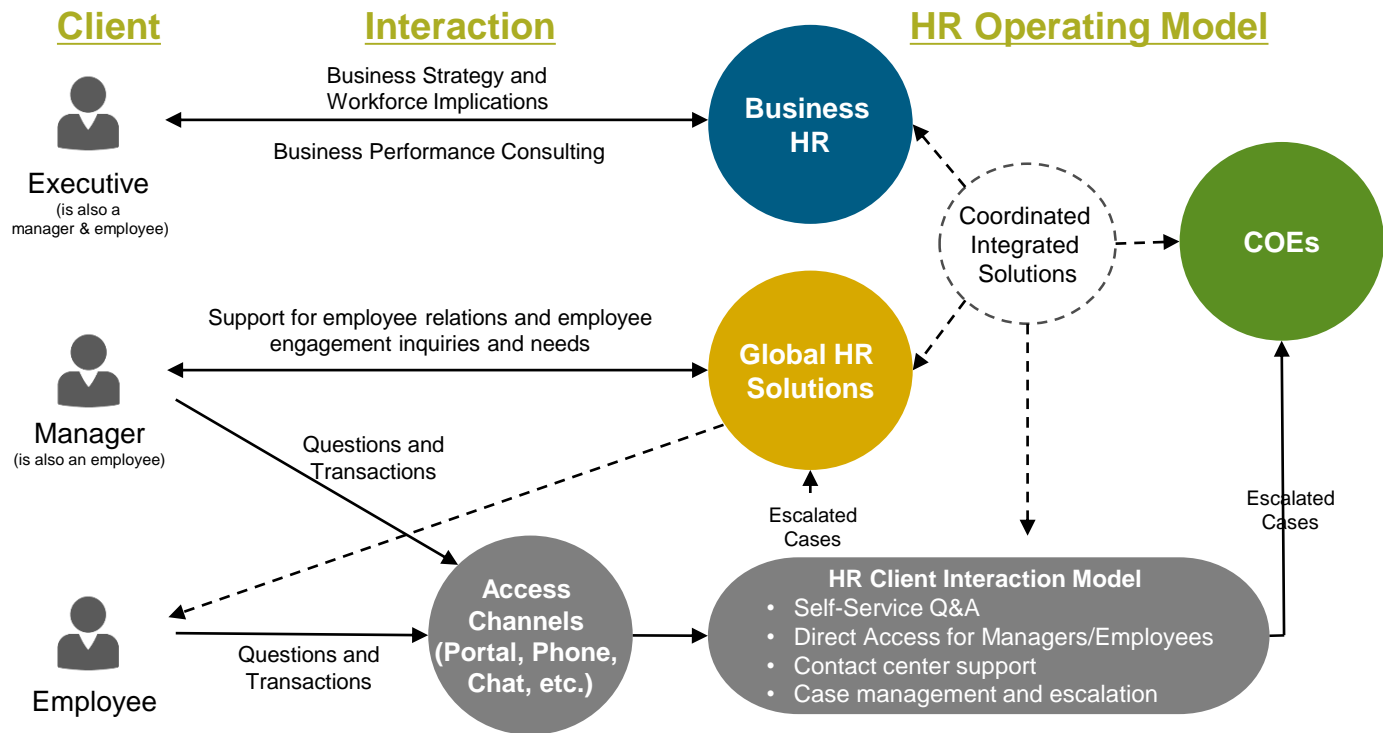 Client
Interaction
HR Operating Model
Business Strategy and
Workforce Implications
Business Performance Consulting
Executive
(is also a
manager & employee)
Business
HR
Coordinated
Integrated
Solutions
COEs
Support for employee relations and employee
engagement inquiries and needs
Manager
(is also an employee)
Global HR
Solutions
Questions and
Transactions
Escalated
Cases
Escalated
Cases
Employee
Questions and
Transactions
Access
Channels
(Portal, Phone,
Chat, etc.)
HR Client Interaction Model
• Self-Service Q&A
• Direct Access for Managers/Employees
• Contact center support
• Case management and escalation